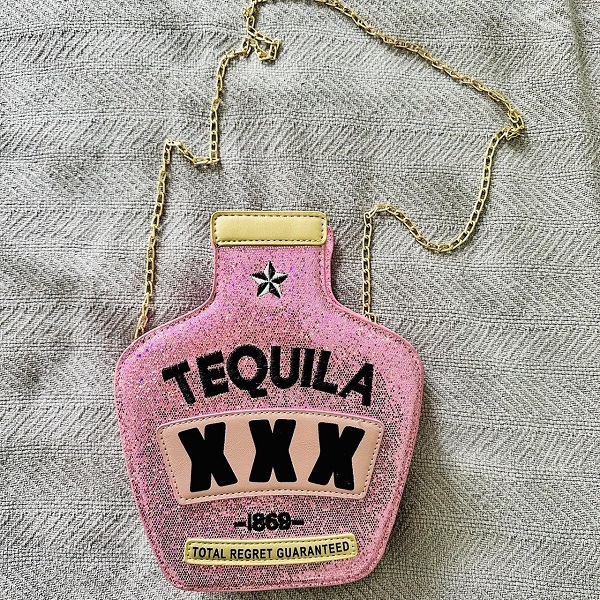 TEQUILA
XXX
-1869-
TOTAL REGRET GUARANTEED